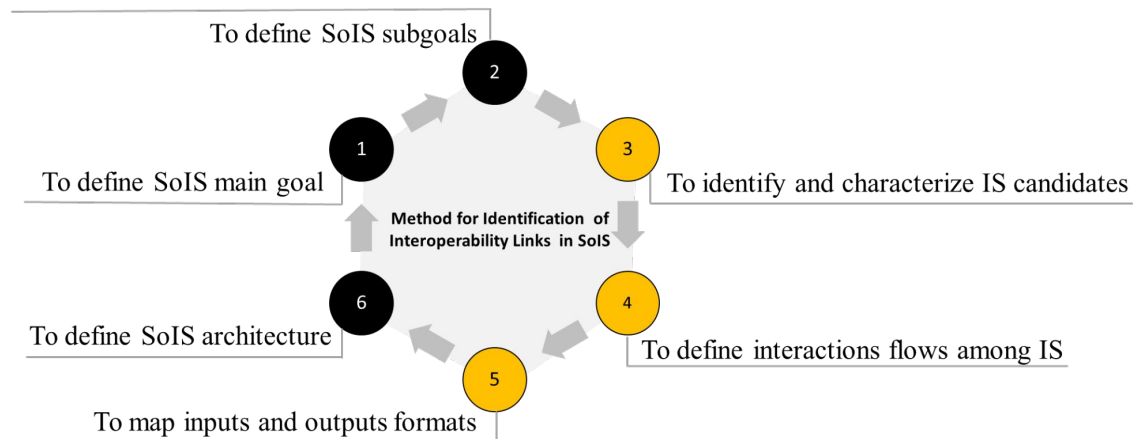 To define SoIS subgoals
2
1
3
To define SoIS main goal
To identify and characterize IS candidates
Method for Identification of
Interoperability Links in SoIS
6
4
To define SoIS architecture
To define interactions flows among IS
5
To map inputs and outputs formats